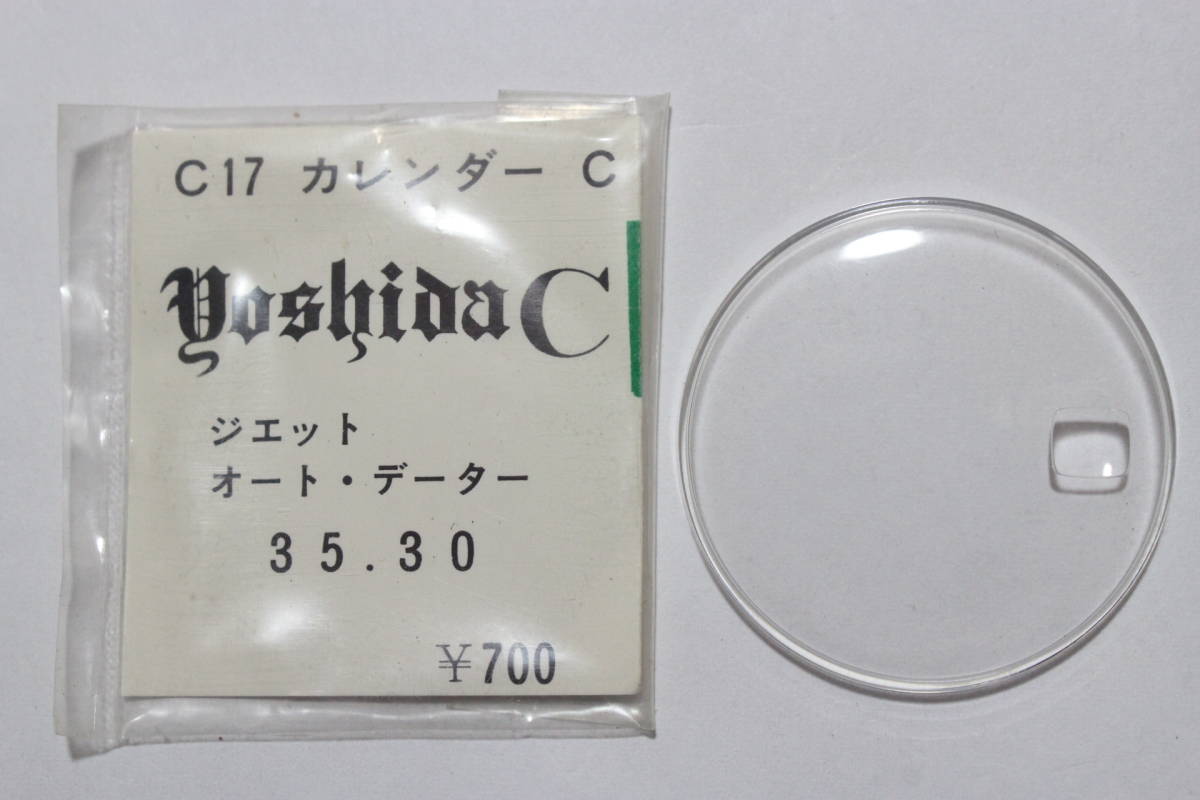 C17 カレンダー C
Yoshida C
ジエット
オート・データー
35.30
¥700